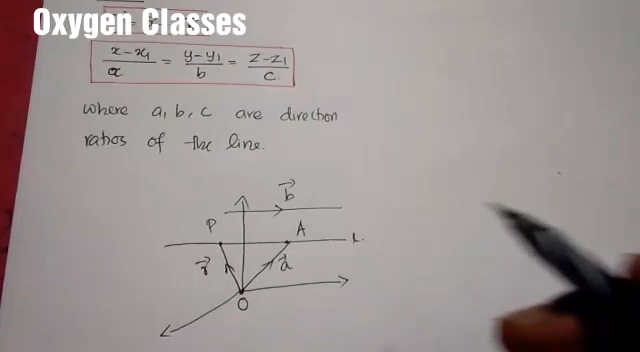 Oxygen Classes
x-x₁/a = y-y₁/b = z-z₁/c
where a, b, c are direction
ratios of the line.
b⃗
P A
L
r⃗ a⃗
O